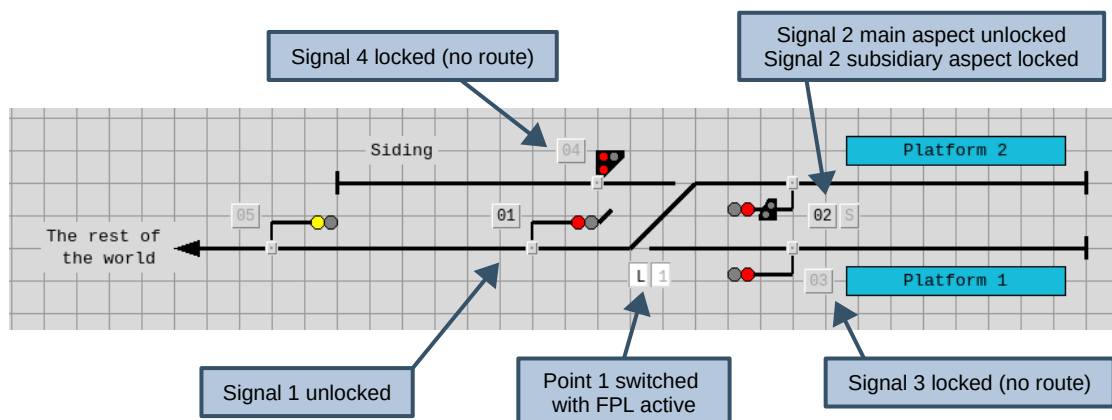 Signal 4 locked (no route)
Signal 2 main aspect unlocked
Signal 2 subsidiary aspect locked
Siding
04
Platform 2
05
01
02 S
The rest of
the world
L 1
03
Platform 1
Signal 1 unlocked
Point 1 switched
with FPL active
Signal 3 locked (no route)